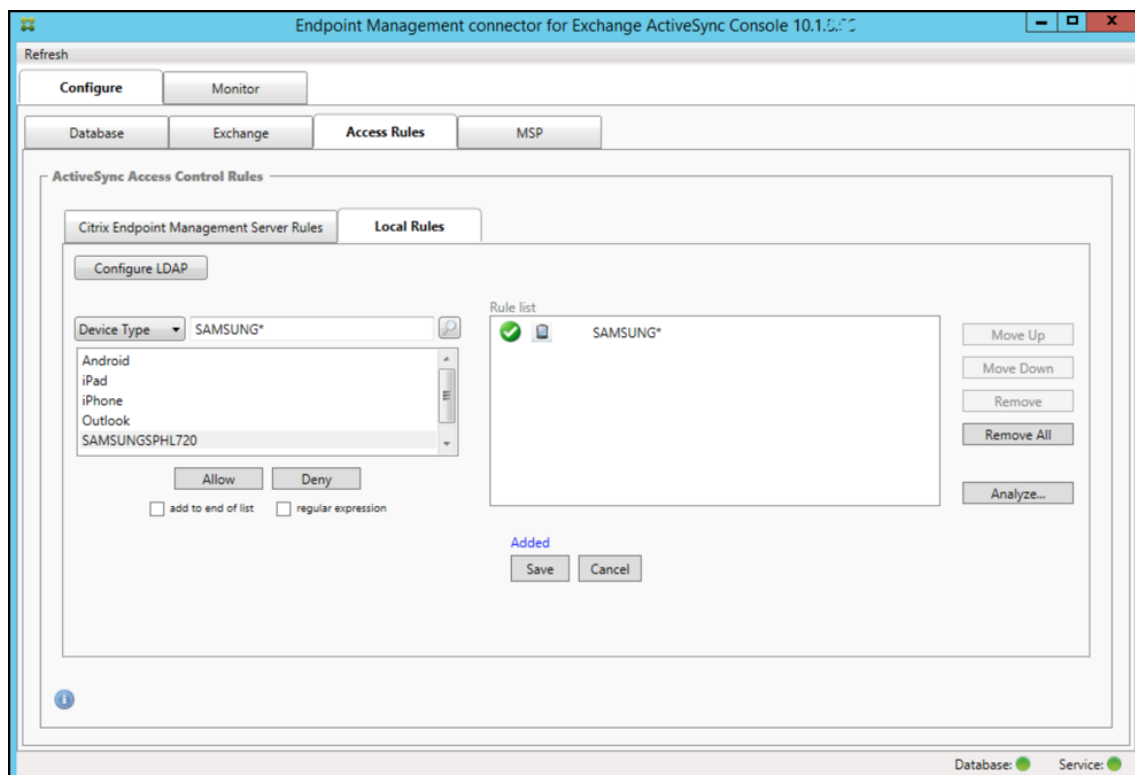 Endpoint Management connector for Exchange ActiveSync Console
Refresh
Configure Monitor
Database Exchange Access Rules MSP
ActiveSync Access Control Rules
Citrix Endpoint Management Server Rules Local Rules
Configure LDAP
Rule list
Device Type SAMSUNG*
SAMSUNG*
Move Up
Android
iPad
Move Down
iPhone
Remove
Outlook
SAMSUNGSPHL720
Remove All
Allow Deny
Analyze...
add to end of list regular expression
Added
Save Cancel
Database: Service: